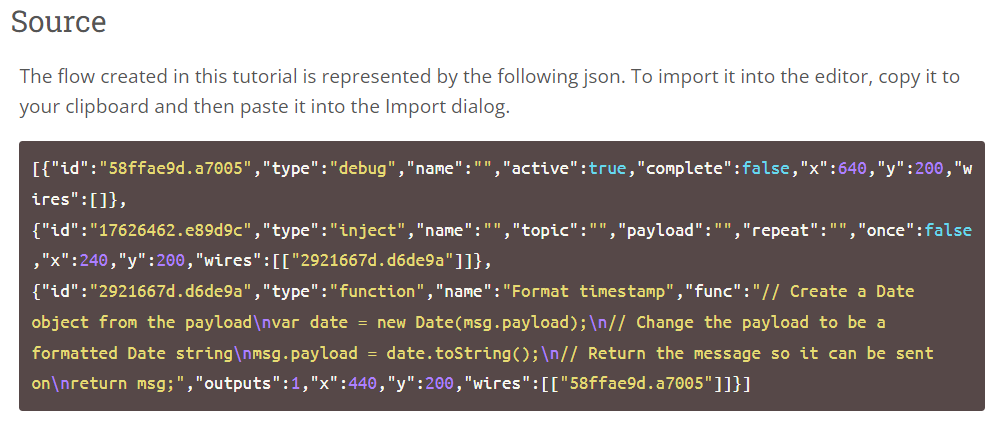 Source
The flow created in this tutorial is represented by the following json. To import it into the editor, copy it to
your clipboard and then paste it into the Import dialog.
[{"id":"58ffae9d.a7005","type":"debug","name":"","active":true,"complete":false,"x":640,"y":200,"w
ires":[]},
{"id":"17626462.e89d9c","type":"inject","name":"","topic":"","payload":"","repeat":"","once":false
,"x":240,"y":200,"wires":[["2921667d.d6de9a"]]},
{"id":"2921667d.d6de9a","type":"function","name":"Format timestamp","func":"// Create a Date
object from the payload\nvar date = new Date(msg.payload);\n// Change the payload to be a
formatted Date string\nmsg.payload = date.toString();\n// Return the message so it can be sent
on\nreturn msg;","outputs":1,"x":440,"y":200,"wires":[["58ffae9d.a7005"]]}]